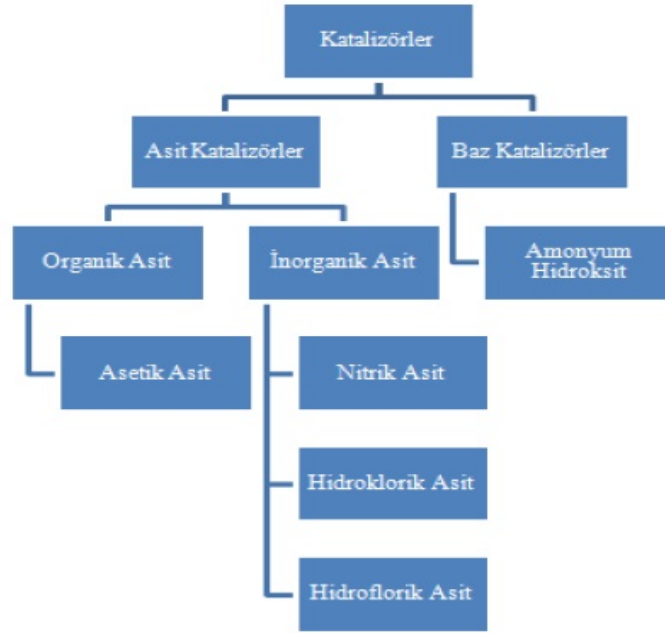 Katalizörler
Asit Katalizörler
Baz Katalizörler
Organik Asit
İnorganik Asit
Amonyum
Hidroksit
Asetik Asit
Nitrik Asit
Hidroklorik Asit
Hidroflorik Asit